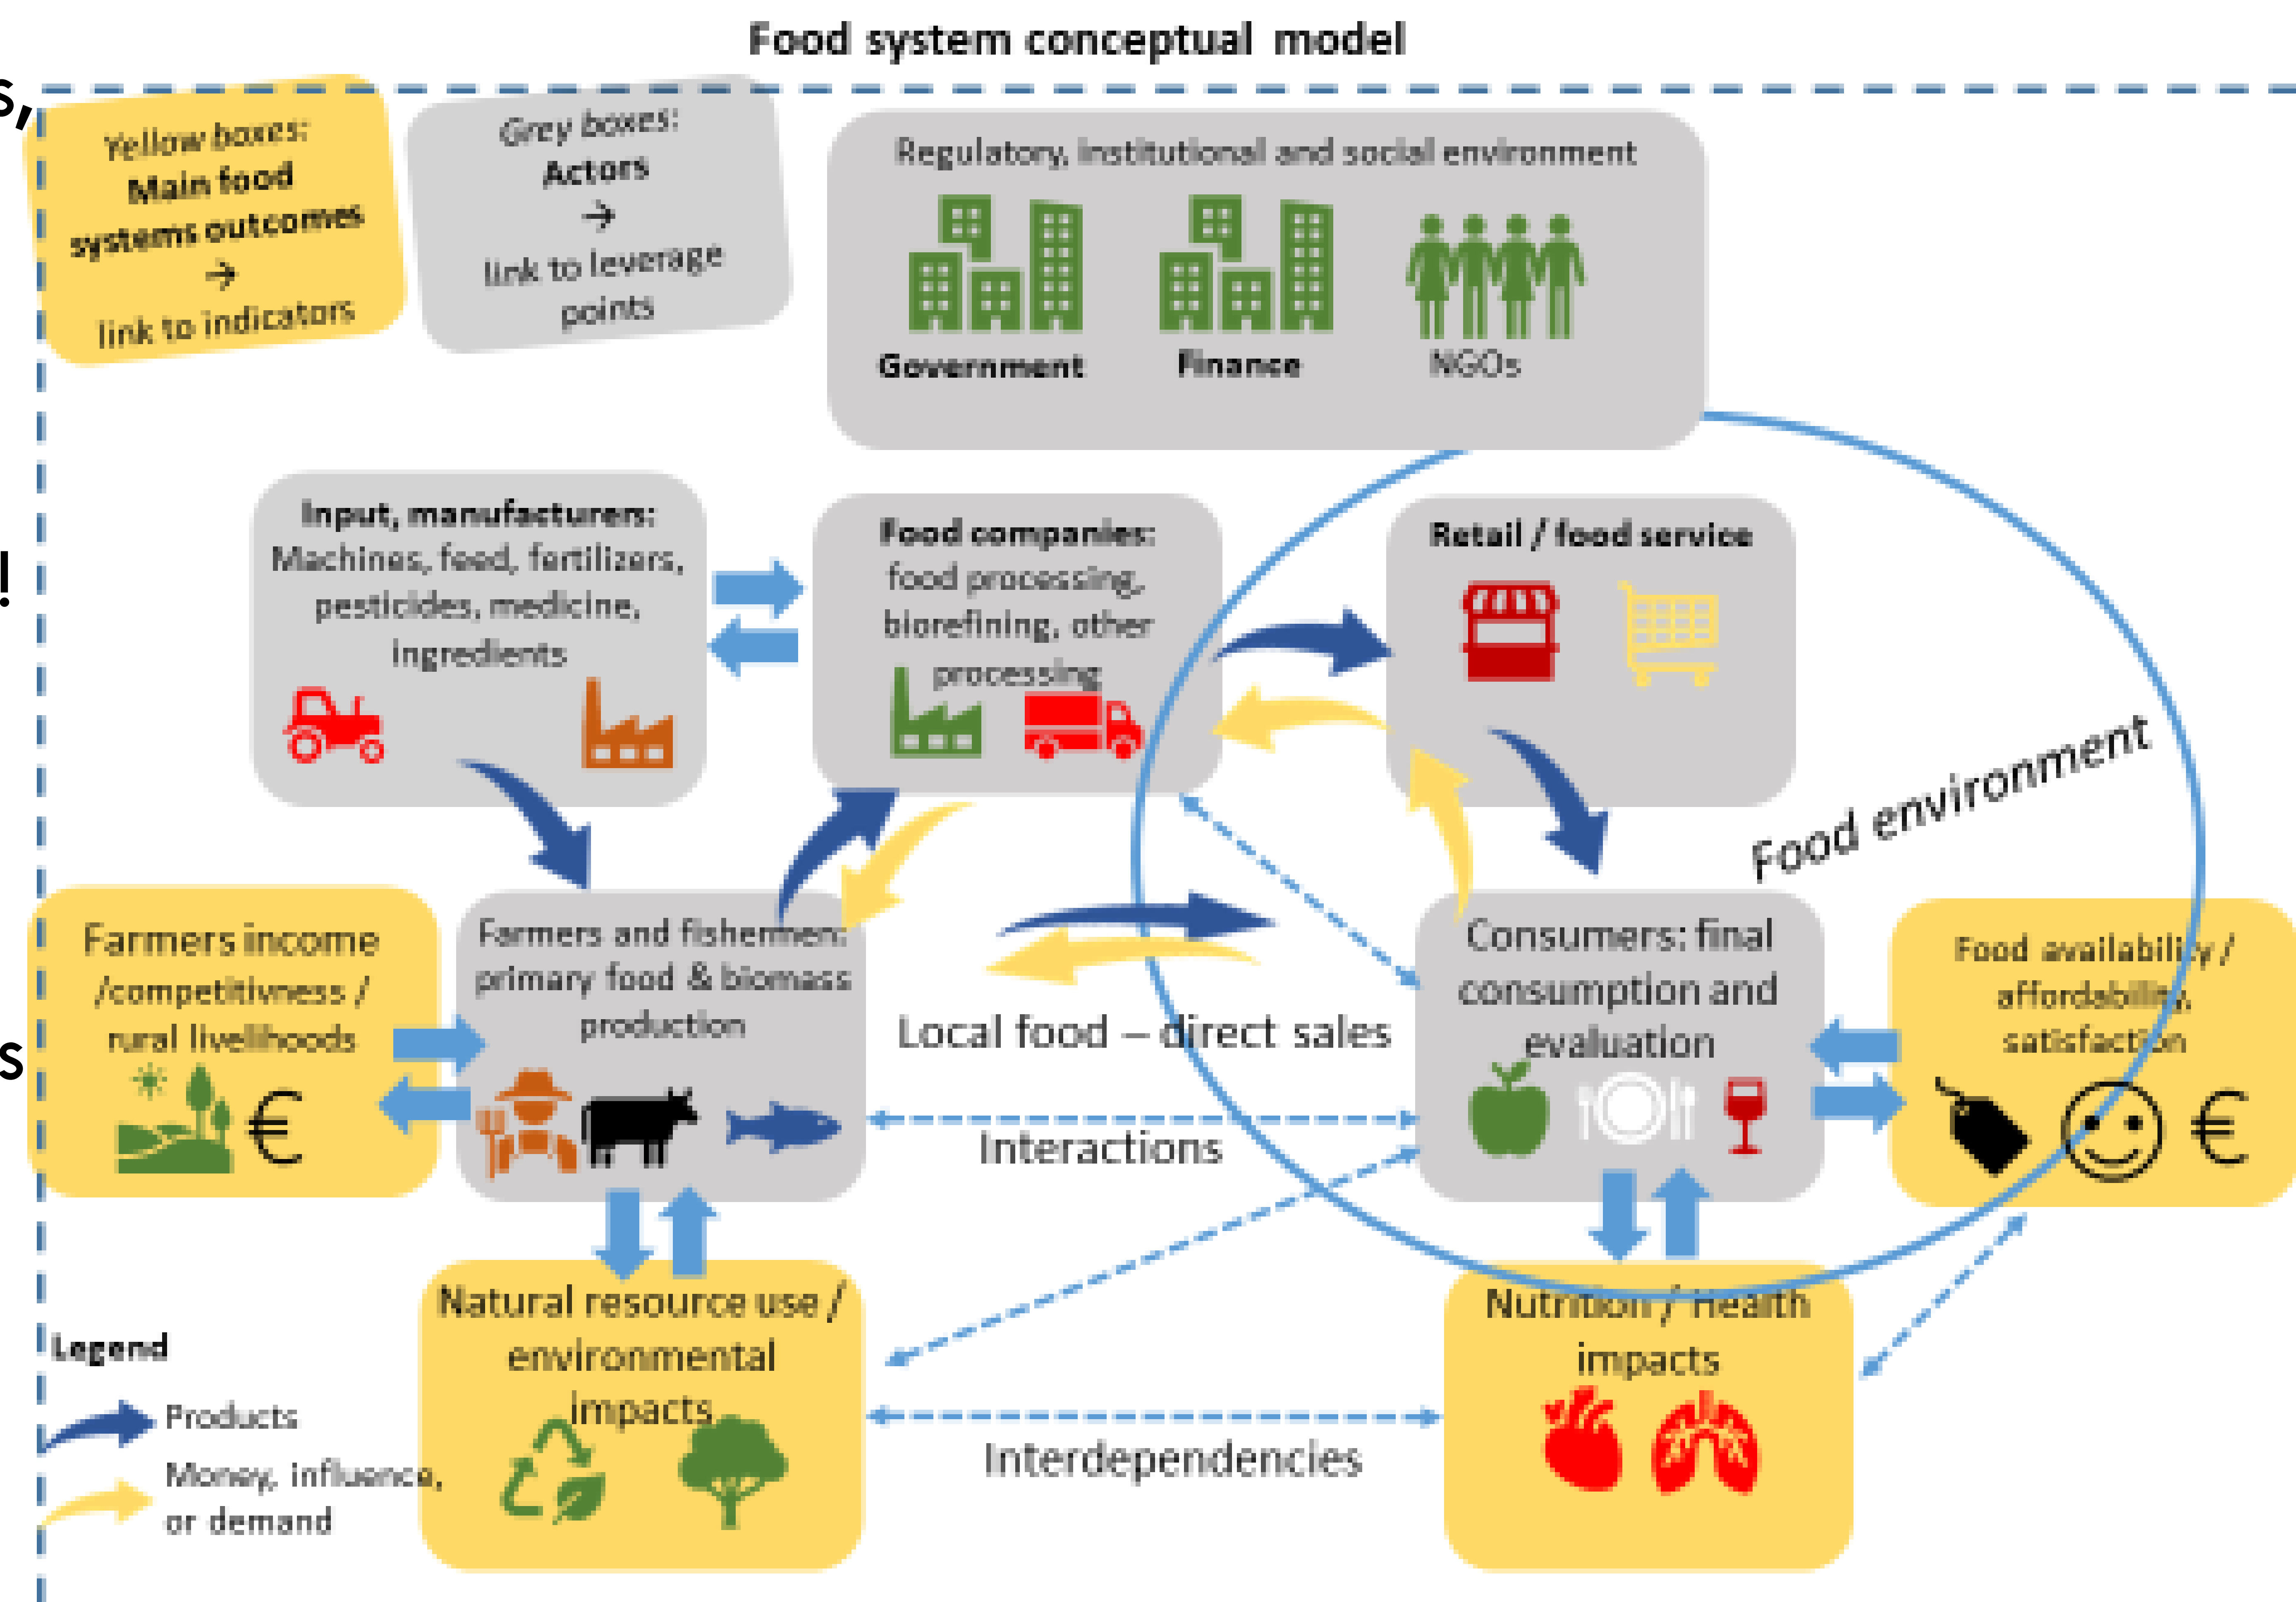 Food system conceptual model
s,
Yellow boxes:
Main food
systems outcomes
→
link to indicators
Grey boxes:
Actors
→
link to leverage
points
Regulatory, institutional and social environment
Government
Finance
NGOs
!
Input, manufacturers:
Machines, feed, fertilizers,
pesticides, medicine,
ingredients
Food companies:
food processing,
biorefining, other
processing
Retail / food service
Food environment
s
Farmers income
/competitivness /
rural livelihoods
€
Farmers and fishermen:
primary food & biomass
production
Local food – direct sales
Consumers: final
consumption and
evaluation
Food availability /
affordability,
satisfaction
€
Interactions
Natural resource use /
environmental
impacts
Interdependencies
Nutrition / Health
impacts
Legend
Products
Money, influence,
or demand